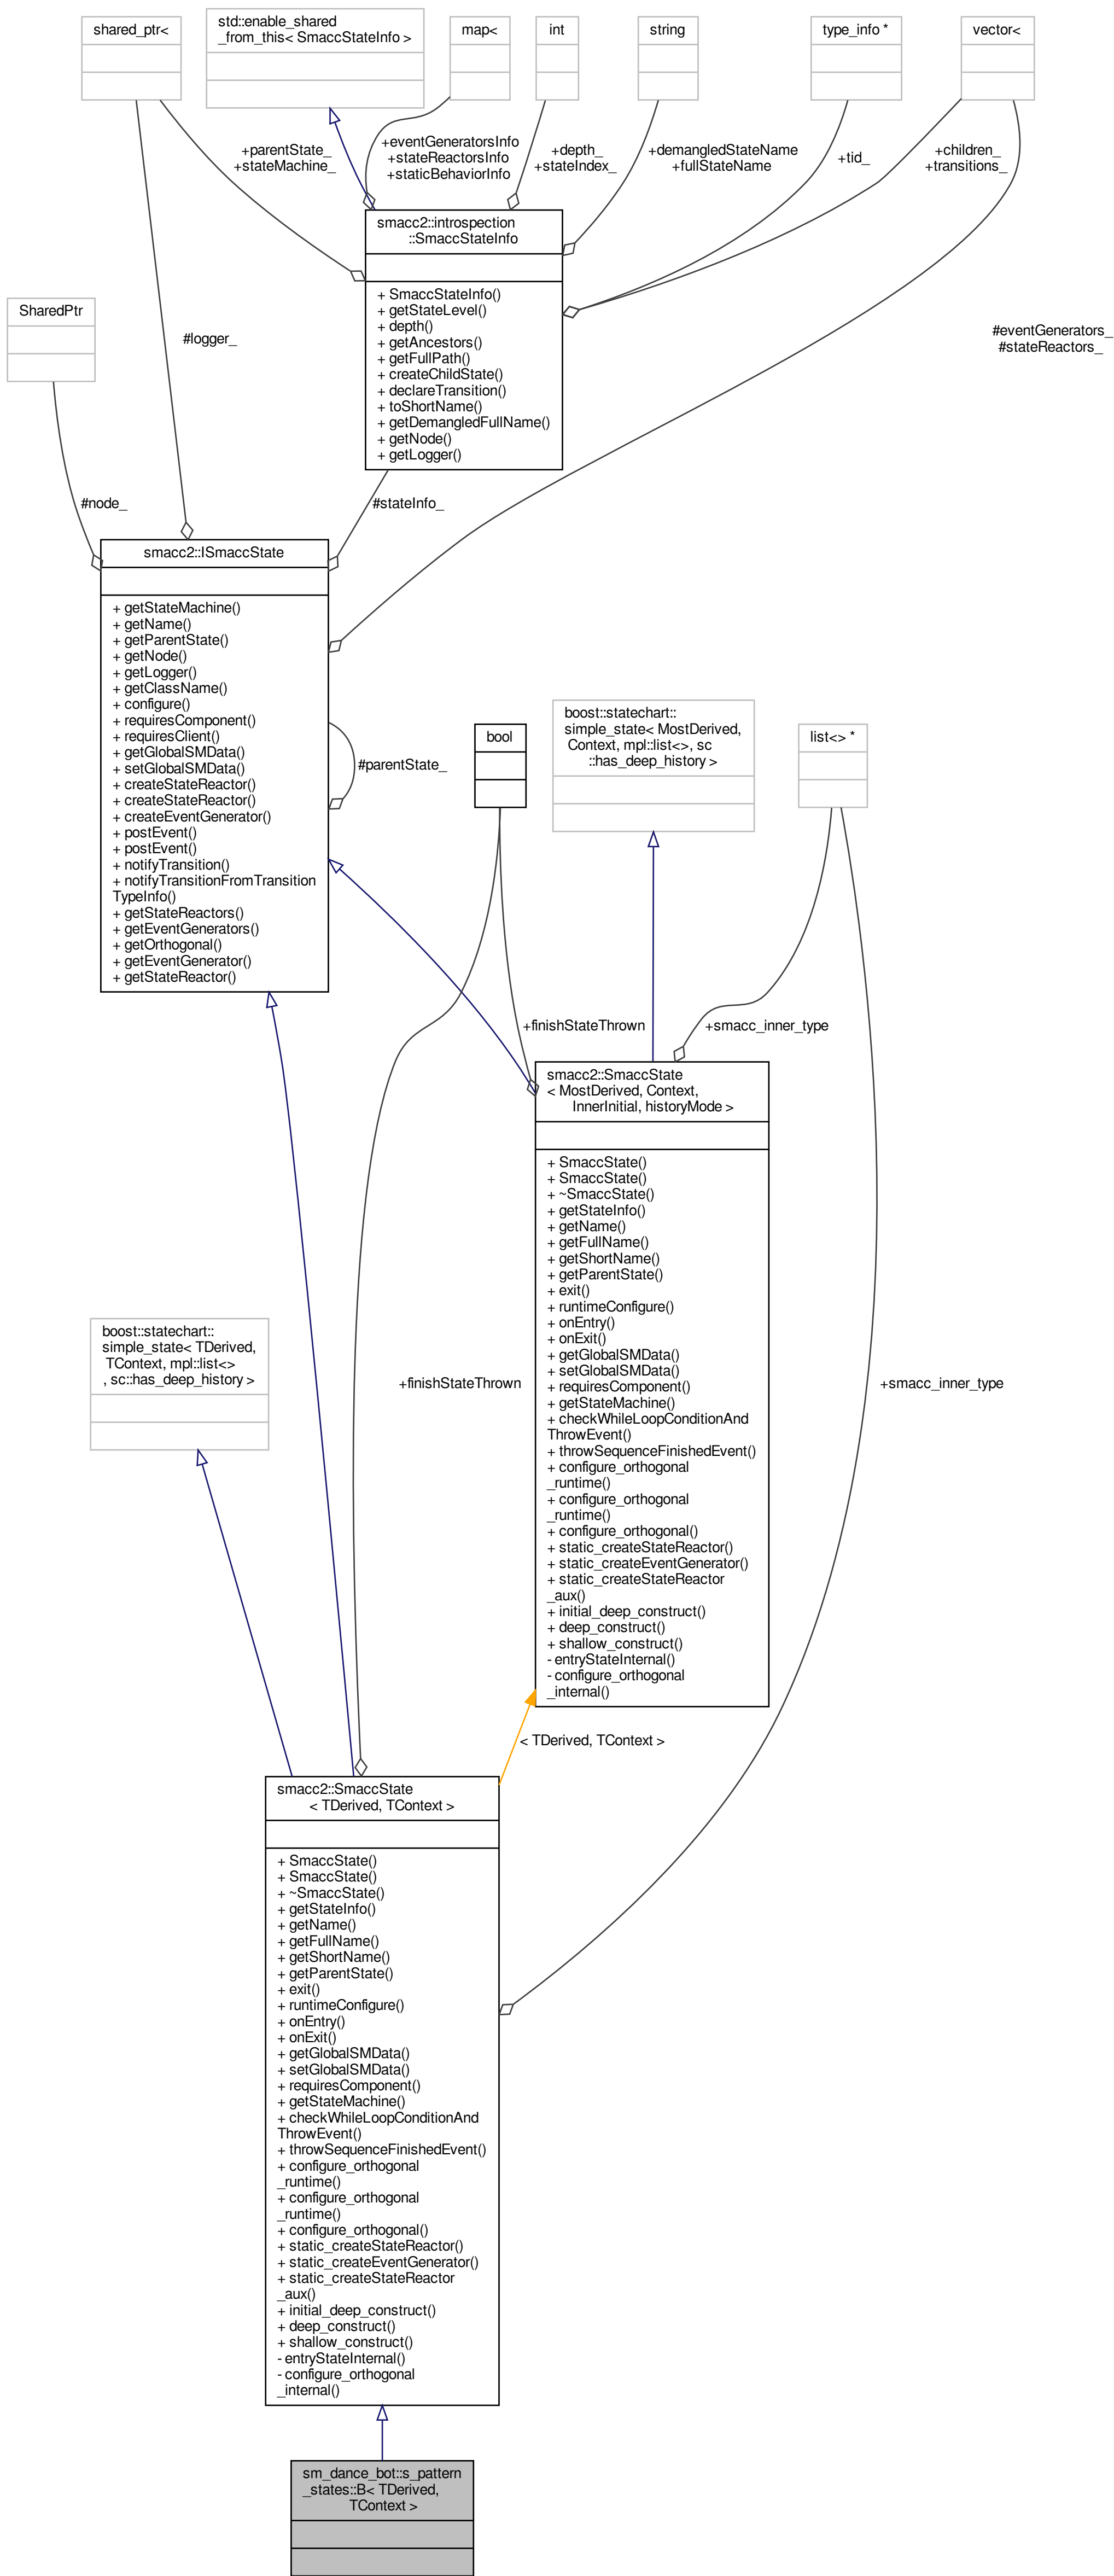 shared_ptr<
std::enable_shared
_from_this< SmaccStateInfo >
map<
int
string
type_info *
vector<
+parentState_
+stateMachine_
+eventGeneratorsInfo
+stateReactorsInfo
+staticBehaviorInfo
+depth_
+stateIndex_
+demangledStateName
+fullStateName
+tid_
+children_
+transitions_
smacc2::introspection
::SmaccStateInfo
+ SmaccStateInfo()
+ getStateLevel()
+ depth()
+ getAncestors()
+ getFullPath()
+ createChildState()
+ declareTransition()
+ toShortName()
+ getDemangledFullName()
+ getNode()
+ getLogger()
SharedPtr
#logger_
#eventGenerators_
#stateReactors_
#node_
#stateInfo_
smacc2::ISmaccState
+ getStateMachine()
+ getName()
+ getParentState()
+ getNode()
+ getLogger()
+ getClassName()
+ configure()
+ requiresComponent()
+ requiresClient()
+ getGlobalSMData()
+ setGlobalSMData()
+ createStateReactor()
+ createStateReactor()
+ createEventGenerator()
+ postEvent()
+ postEvent()
+ notifyTransition()
+ notifyTransitionFromTransition
TypeInfo()
+ getStateReactors()
+ getEventGenerators()
+ getOrthogonal()
+ getEventGenerator()
+ getStateReactor()
#parentState_
bool
boost::statechart::
simple_state< MostDerived,
Context, mpl::list<>, sc
::has_deep_history >
list<> *
+finishStateThrown
+smacc_inner_type
smacc2::SmaccState
< MostDerived, Context,
InnerInitial, historyMode >
+ SmaccState()
+ SmaccState()
+ ~SmaccState()
+ getStateInfo()
+ getName()
+ getFullName()
+ getShortName()
+ getParentState()
+ exit()
+ runtimeConfigure()
+ onEntry()
+ onExit()
+ getGlobalSMData()
+ setGlobalSMData()
+ requiresComponent()
+ getStateMachine()
+ checkWhileLoopConditionAnd
ThrowEvent()
+ throwSequenceFinishedEvent()
+ configure_orthogonal
_runtime()
+ configure_orthogonal
_runtime()
+ configure_orthogonal()
+ static_createStateReactor()
+ static_createEventGenerator()
+ static_createStateReactor
_aux()
+ initial_deep_construct()
+ deep_construct()
+ shallow_construct()
- entryStateInternal()
- configure_orthogonal
_internal()
boost::statechart::
simple_state< TDerived,
TContext, mpl::list<>
, sc::has_deep_history >
+finishStateThrown
+smacc_inner_type
< TDerived, TContext >
smacc2::SmaccState
< TDerived, TContext >
+ SmaccState()
+ SmaccState()
+ ~SmaccState()
+ getStateInfo()
+ getName()
+ getFullName()
+ getShortName()
+ getParentState()
+ exit()
+ runtimeConfigure()
+ onEntry()
+ onExit()
+ getGlobalSMData()
+ setGlobalSMData()
+ requiresComponent()
+ getStateMachine()
+ checkWhileLoopConditionAnd
ThrowEvent()
+ throwSequenceFinishedEvent()
+ configure_orthogonal
_runtime()
+ configure_orthogonal
_runtime()
+ configure_orthogonal()
+ static_createStateReactor()
+ static_createEventGenerator()
+ static_createStateReactor
_aux()
+ initial_deep_construct()
+ deep_construct()
+ shallow_construct()
- entryStateInternal()
- configure_orthogonal
_internal()
sm_dance_bot::s_pattern
_states::B< TDerived,
TContext >